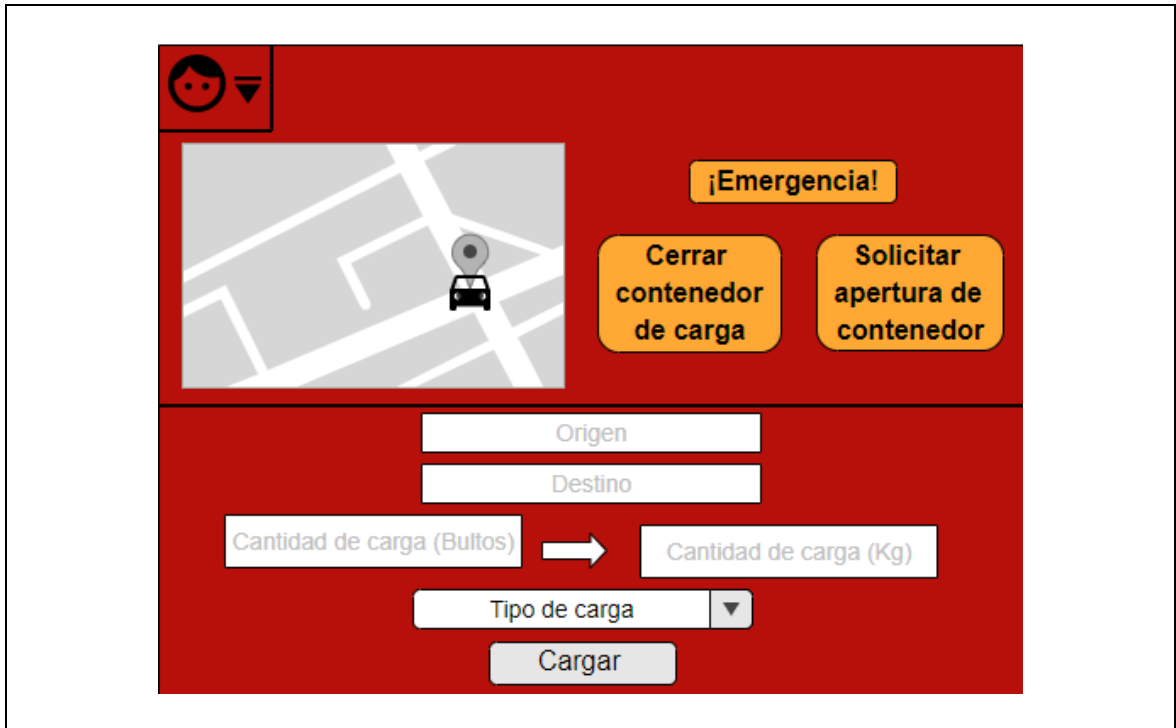 ¡Emergencia!
Cerrar
contenedor
de carga
Solicitar
apertura de
contenedor
Origen
Destino
Cantidad de carga (Bultos)
Cantidad de carga (Kg)
Tipo de carga
Cargar